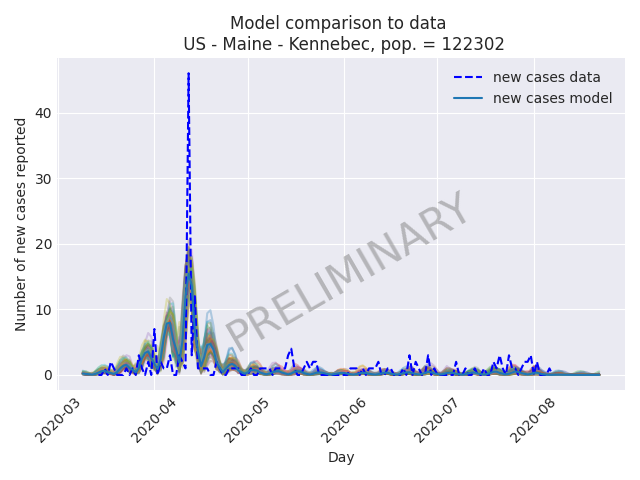 Model comparison to data
US - Maine - Kennebec, pop. = 122302
new cases data
new cases model
Number of new cases reported
40
30
20
10
0
PRELIMINARY
2020-03
2020-04
2020-05
2020-06
2020-07
2020-08
Day